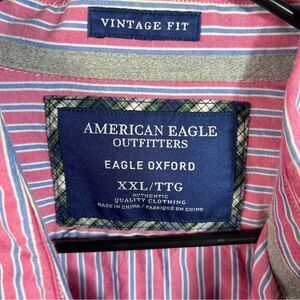 VINTAGE FIT
AMERICAN EAGLE
OUTFITTERS
EAGLE OXFORD
XXL/TTG
AUTHENTIC
QUALITY CLOTHING
MADE IN CHINA / FABRIQUÉ EN CHINE